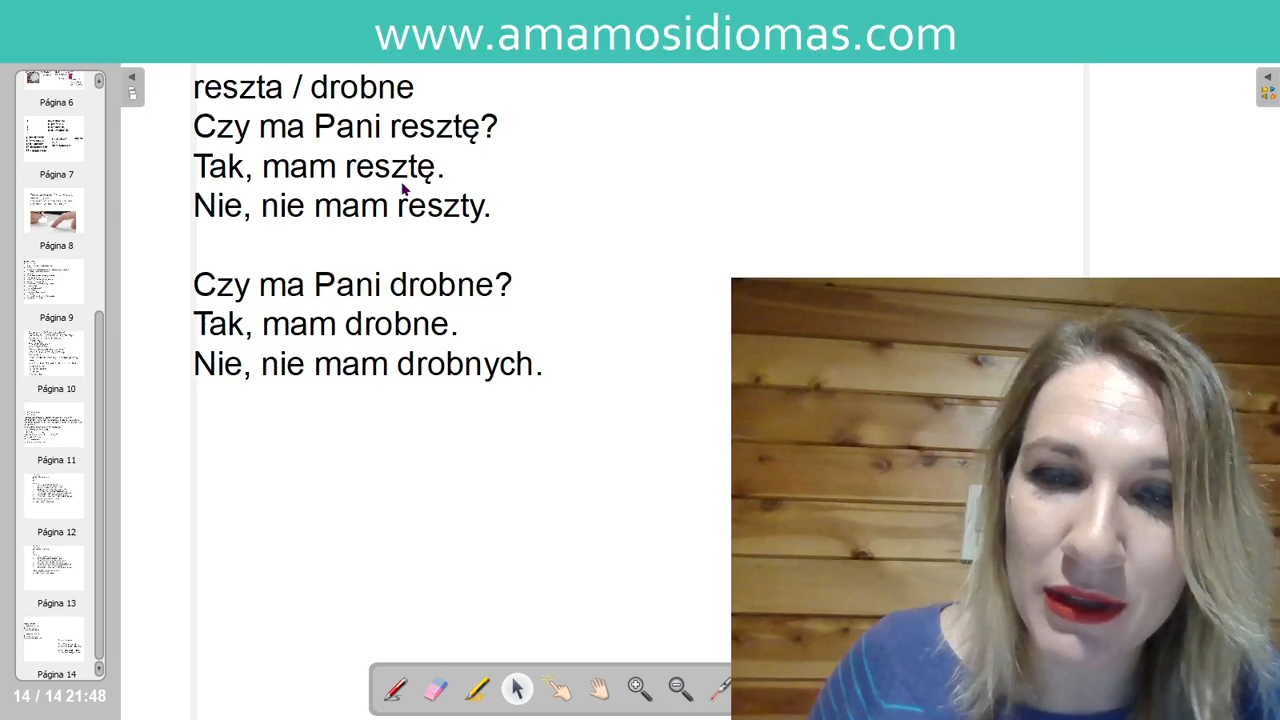 www.amamosidiomas.com
reszta / drobne
Czy ma Pani resztę?
Tak, mam resztę.
Nie, nie mam reszty.
Czy ma Pani drobne?
Tak, mam drobne.
Nie, nie mam drobnych.
Página 6
Página 7
Página 8
Página 9
Página 10
Página 11
Página 12
Página 13
Página 14
14 / 14 21:48